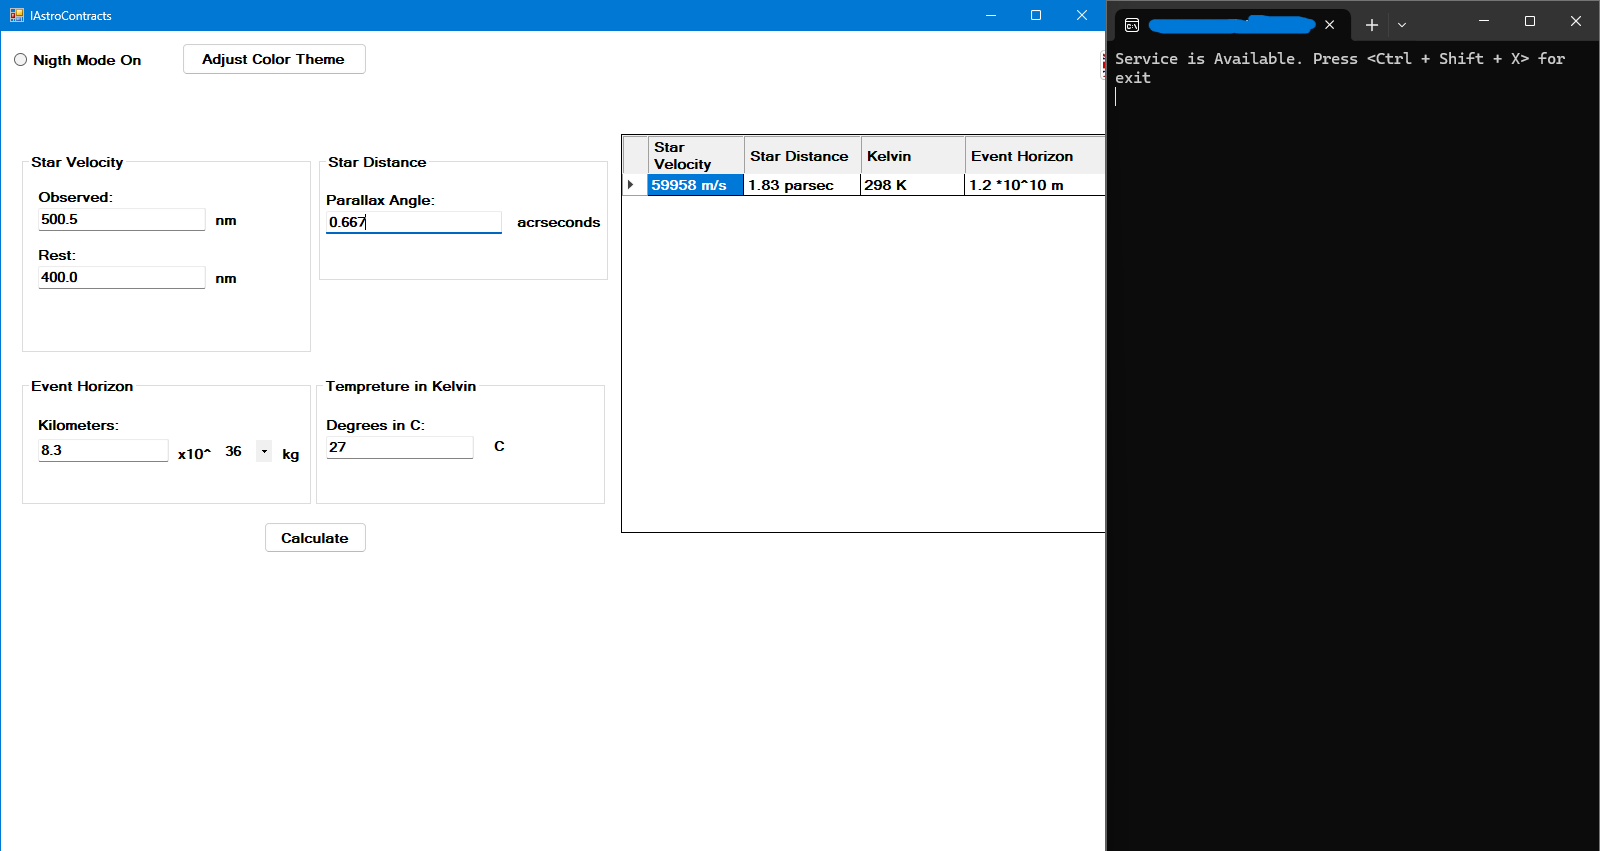 IAstroContracts
Nigth Mode On
Adjust Color Theme
Star Velocity
Observed:
500.5 nm
Rest:
400.0 nm
Star Distance
Parallax Angle:
0.667 acrseconds
Event Horizon
Kilometers:
8.3 x10^ 36 kg
Tempreture in Kelvin
Degrees in C:
27 C
Calculate
Star Velocity Star Distance Kelvin Event Horizon
59958 m/s 1.83 parsec 298 K 1.2 *10^10 m
Service is Available. Press <Ctrl + Shift + X> for
exit